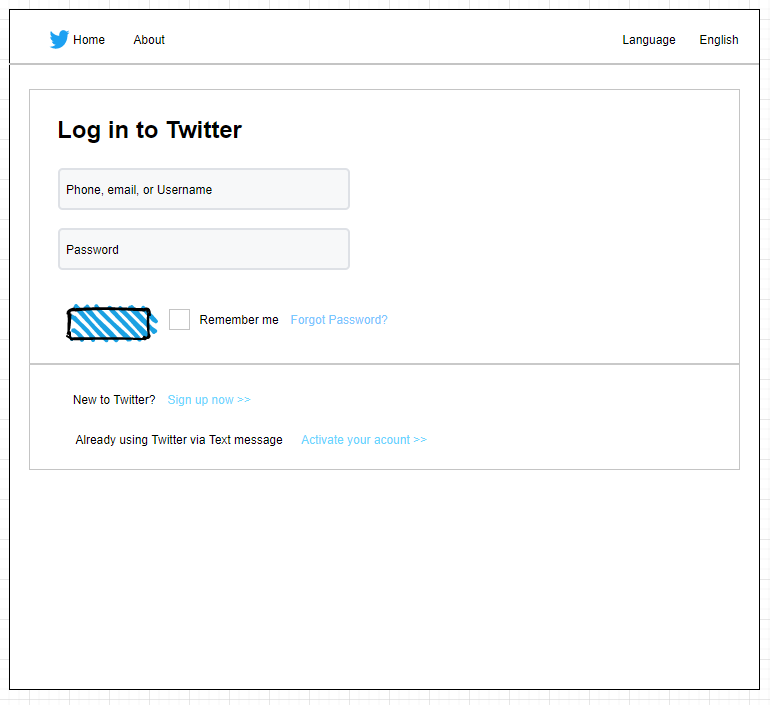 Home About Language English
Log in to Twitter
Phone, email, or Username
Password
Remember me Forgot Password?
New to Twitter? Sign up now >>
Already using Twitter via Text message Activate your acount >>